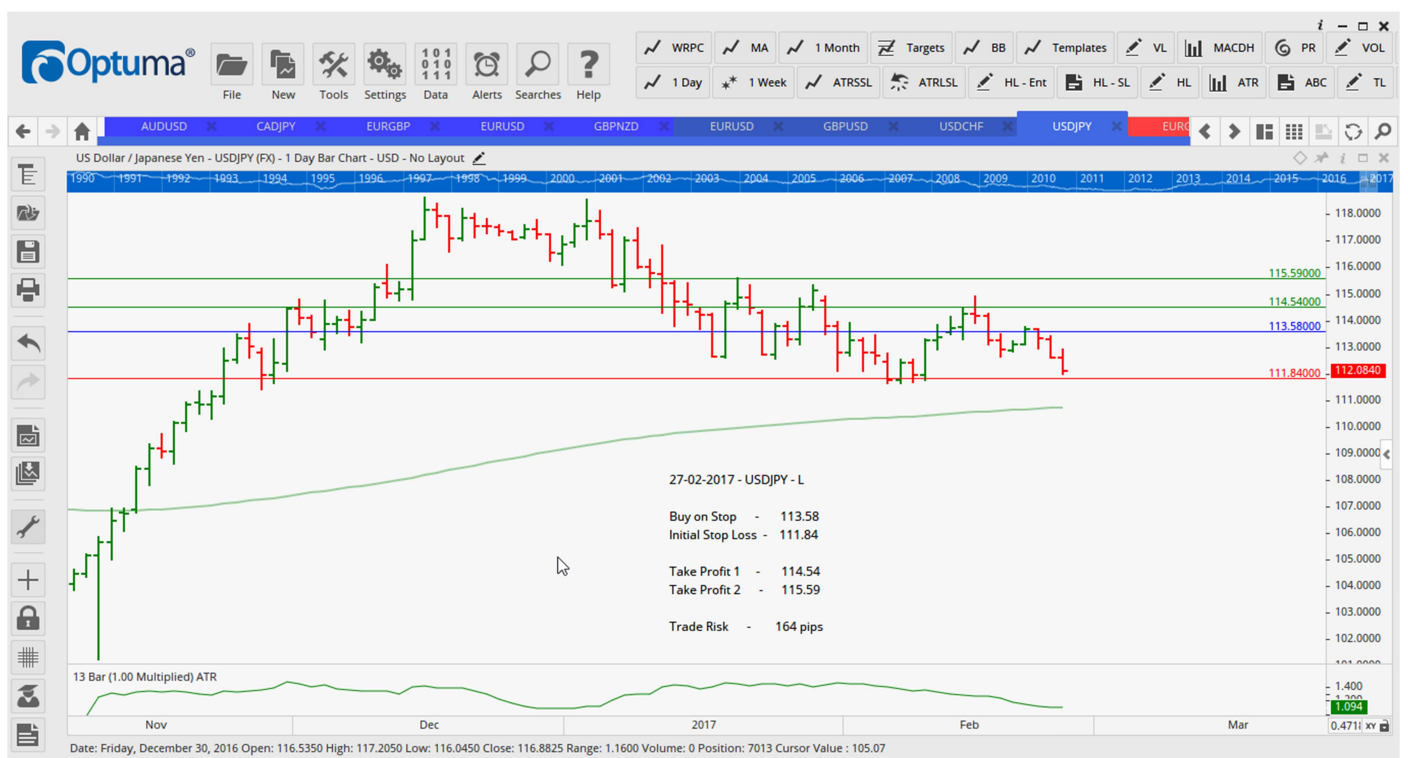 Optuma®
File New Tools Settings Data Alerts Searches Help
WRPC MA 1 Month Targets BB Templates VL MACDH PR VOL
1 Day 1 Week ATRSSL ATRLSL HL - Ent HL - SL HL ATR ABC TL
AUDUSD CADJPY EURGBP EURUSD GBPNZD EURUSD GBPUSD USDCHF USDJPY
US Dollar / Japanese Yen - USDJPY (FX) - 1 Day Bar Chart - USD - No Layout
1990 1991 1992 1993 1994 1995 1996 1997 1998 1999 2000 2001 2002 2003 2004 2005 2006 2007 2008 2009 2010 2011 2012 2013 2014 2015 2016 2017
118.0000
117.0000
116.0000
115.59000
115.0000
114.54000
114.0000
113.58000
113.0000
111.84000
112.0840
111.0000
110.0000
109.0000
108.0000
107.0000
106.0000
105.0000
104.0000
103.0000
102.0000
27-02-2017 - USDJPY - L
Buy on Stop - 113.58
Initial Stop Loss - 111.84
Take Profit 1 - 114.54
Take Profit 2 - 115.59
Trade Risk - 164 pips
13 Bar (1.00 Multiplied) ATR
1.400
1.094
Nov Dec 2017 Feb Mar
XY
Date: Friday, December 30, 2016 Open: 116.5350 High: 117.2050 Low: 116.0450 Close: 116.8825 Range: 1.1600 Volume: 0 Position: 7013 Cursor Value : 105.07